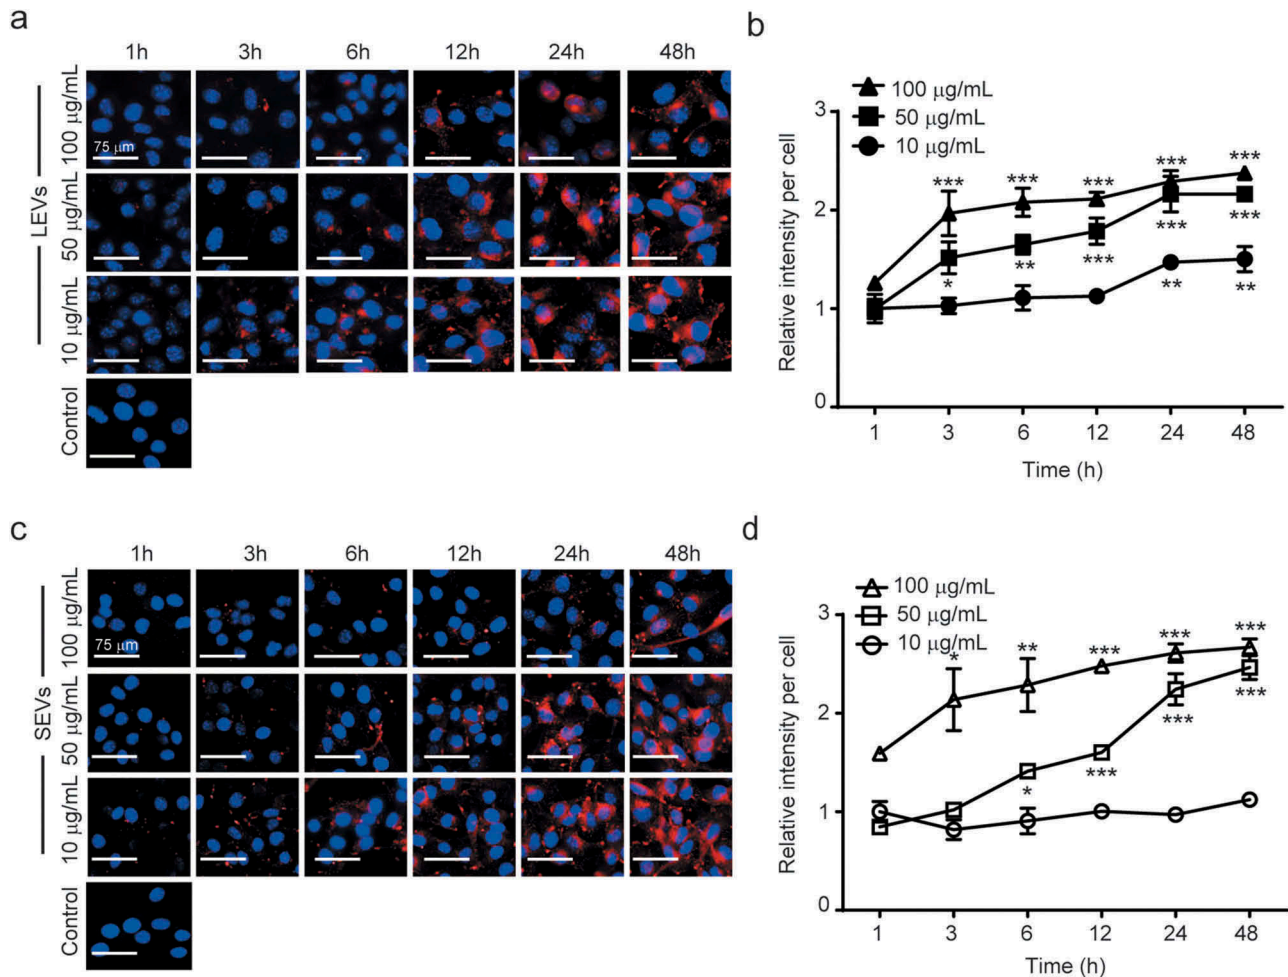 a
1h 3h 6h 12h 24h 48h
LEVs
100 μg/mL
75 μm
50 μg/mL
10 μg/mL
Control
b
100 μg/mL
50 μg/mL
10 μg/mL
Relative intensity per cell
3
2
1
0
*** *** *** *** ***
* ** *** *** ***
** **
1 3 6 12 24 48
Time (h)
c
1h 3h 6h 12h 24h 48h
SEVs
100 μg/mL
75 μm
50 μg/mL
10 μg/mL
Control
d
100 μg/mL
50 μg/mL
10 μg/mL
Relative intensity per cell
3
2
1
0
* ** *** *** ***
* *** *** ***
1 3 6 12 24 48
Time (h)